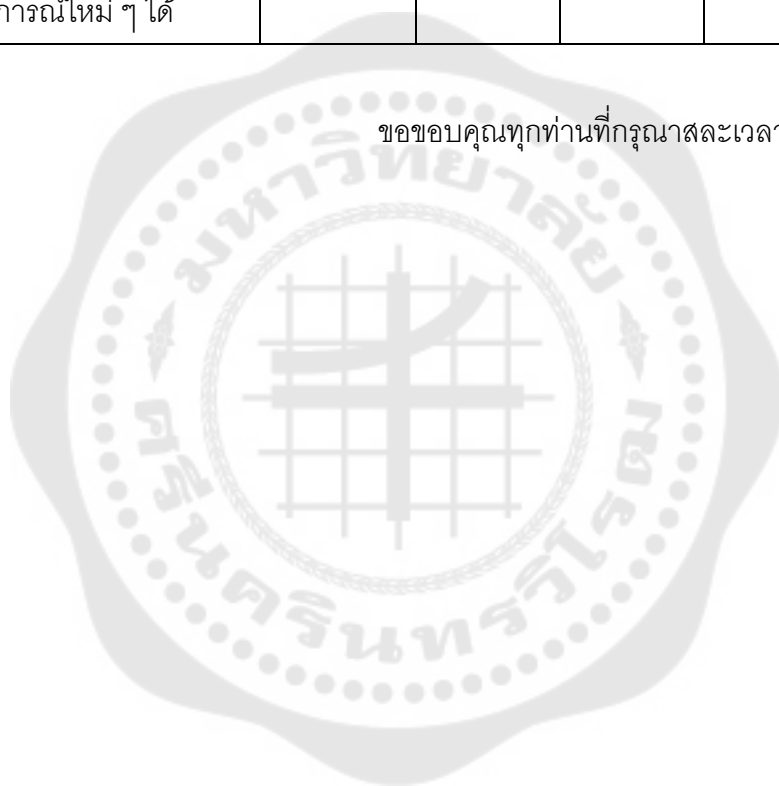 การณ์ใหม่ ๆ ได้
ขอขอบคุณทุกท่านที่กรุณาสละเวลา
มหาวิทยาลัย
ศรีนครินทรวิโรฒ